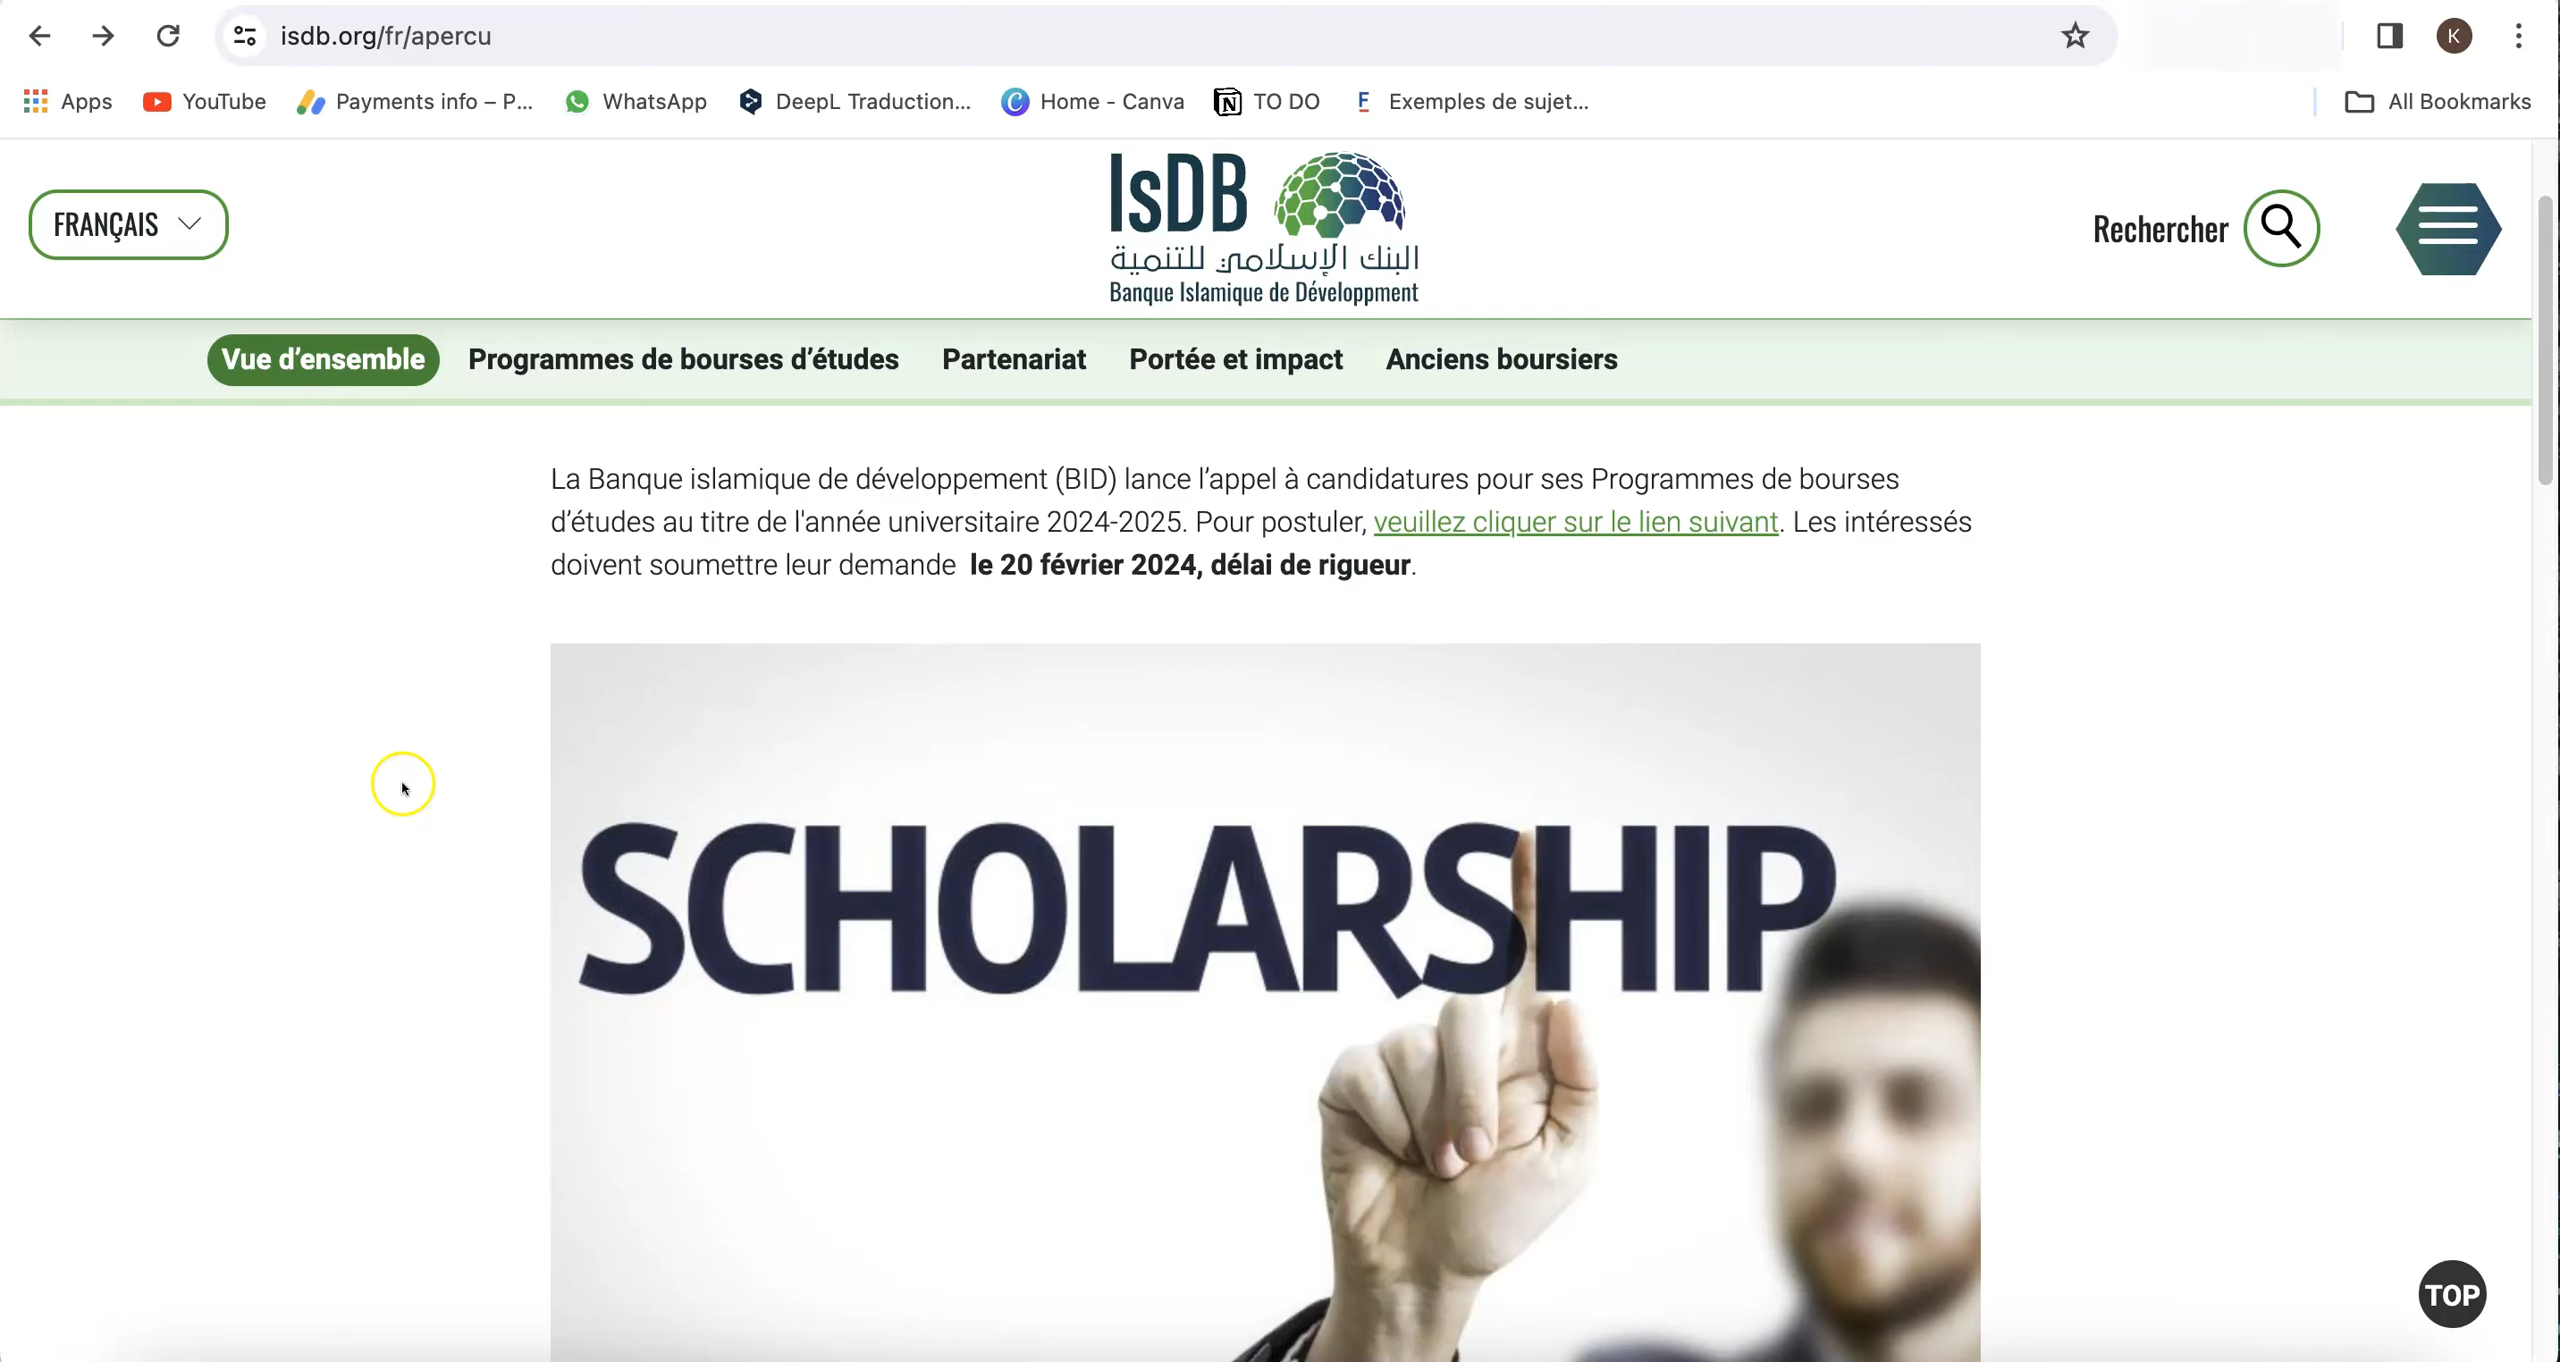 isdb.org/fr/apercu
K
Apps
YouTube
Payments info – P...
WhatsApp
DeepL Traduction...
Home - Canva
TO DO
Exemples de sujet...
All Bookmarks
FRANÇAIS
IsDB
البنك الإسلامي للتنمية
Banque Islamique de Développment
Rechercher
Vue d’ensemble
Programmes de bourses d’études
Partenariat
Portée et impact
Anciens boursiers
La Banque islamique de développement (BID) lance l’appel à candidatures pour ses Programmes de bourses
d’études au titre de l'année universitaire 2024-2025. Pour postuler, veuillez cliquer sur le lien suivant. Les intéressés
doivent soumettre leur demande le 20 février 2024, délai de rigueur.
SCHOLARSHIP
TOP